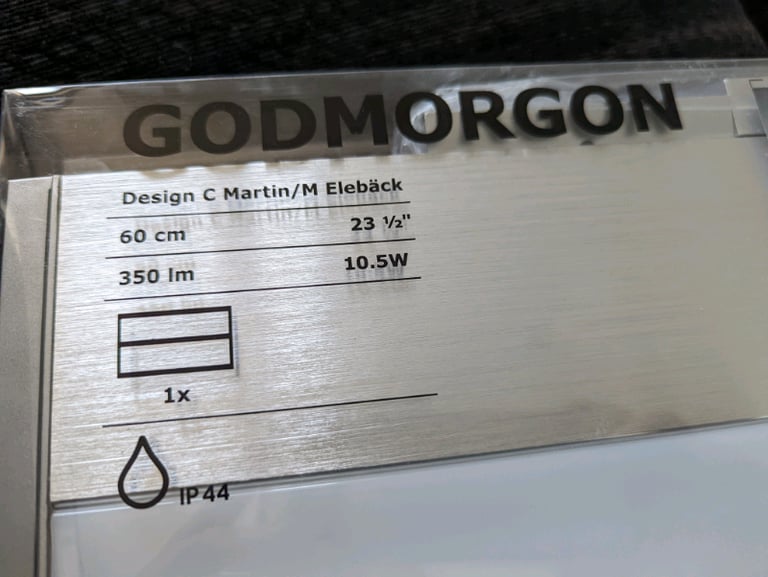 GODMORGON
Design C Martin/M Elebäck
60 cm 23 ½"
350 lm 10.5W
1x
IP44